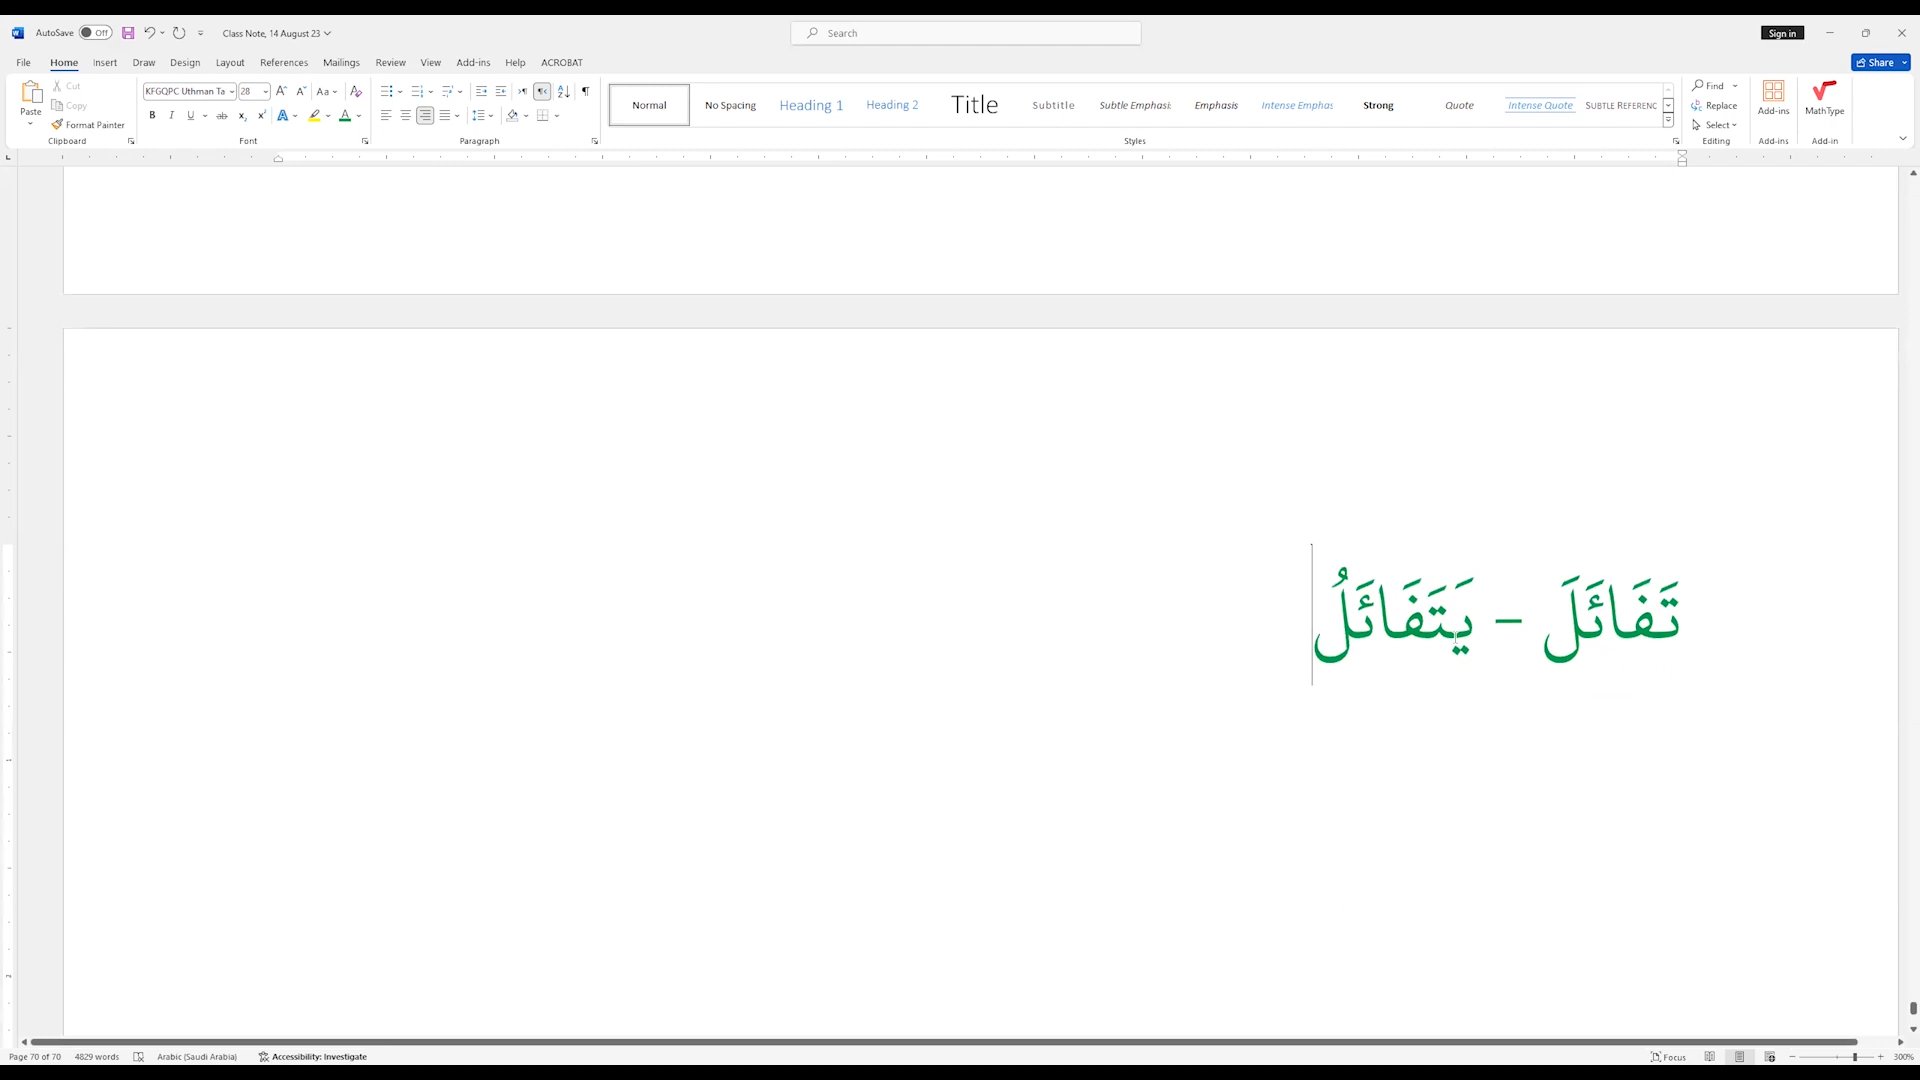 AutoSave Off Class Note, 14 August 23 Search Sign in
File Home Insert Draw Design Layout References Mailings Review View Add-ins Help ACROBAT Share
Paste Cut Copy Format Painter Clipboard
KFGQPC Uthman Ta 28 Font
Paragraph
Normal No Spacing Heading 1 Heading 2 Title Subtitle Subtle Emphasi: Emphasis Intense Emphas Strong Quote Intense Quote SUBTLE REFERENC Styles
Find Replace Select Editing
Add-ins Add-ins
MathType Add-in
تَفَائَلَ – يَتَفَائَلُ
Page 70 of 70 4829 words Arabic (Saudi Arabia) Accessibility: Investigate Focus 300%